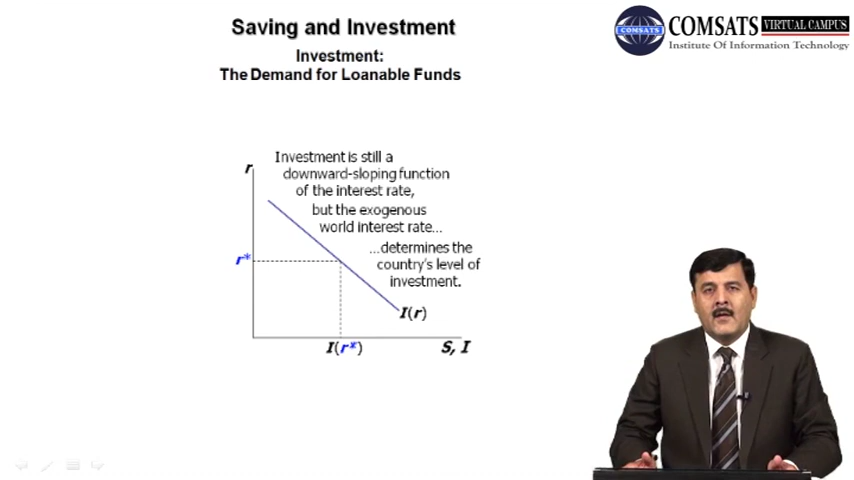 Saving and Investment
Investment:
The Demand for Loanable Funds
COMSATS
COMSATS VIRTUAL CAMPUS
Institute Of Information Technology
r
Investment is still a
downward-sloping function
of the interest rate,
but the exogenous
world interest rate...
...determines the
country's level of
investment.
r*
I(r)
I(r*)
S, I